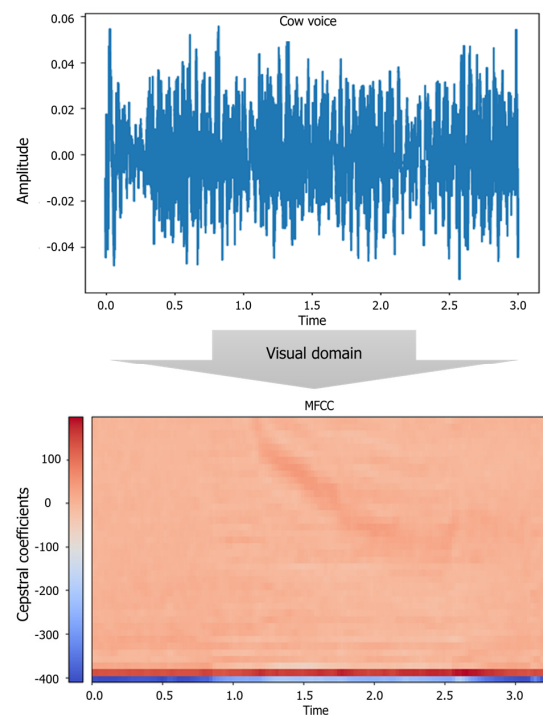 Cow voice
Amplitude
0.06
0.04
0.02
0.00
-0.02
-0.04
0.0 0.5 1.0 1.5 2.0 2.5 3.0
Time
Visual domain
MFCC
Cepstral coefficients
100
0
-100
-200
-300
-400
0.0 0.5 1.0 1.5 2.0 2.5 3.0
Time